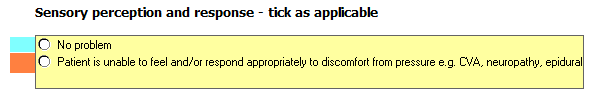 Sensory perception and response - tick as applicable
No problem
Patient is unable to feel and/or respond appropriately to discomfort from pressure e.g. CVA, neuropathy, epidural